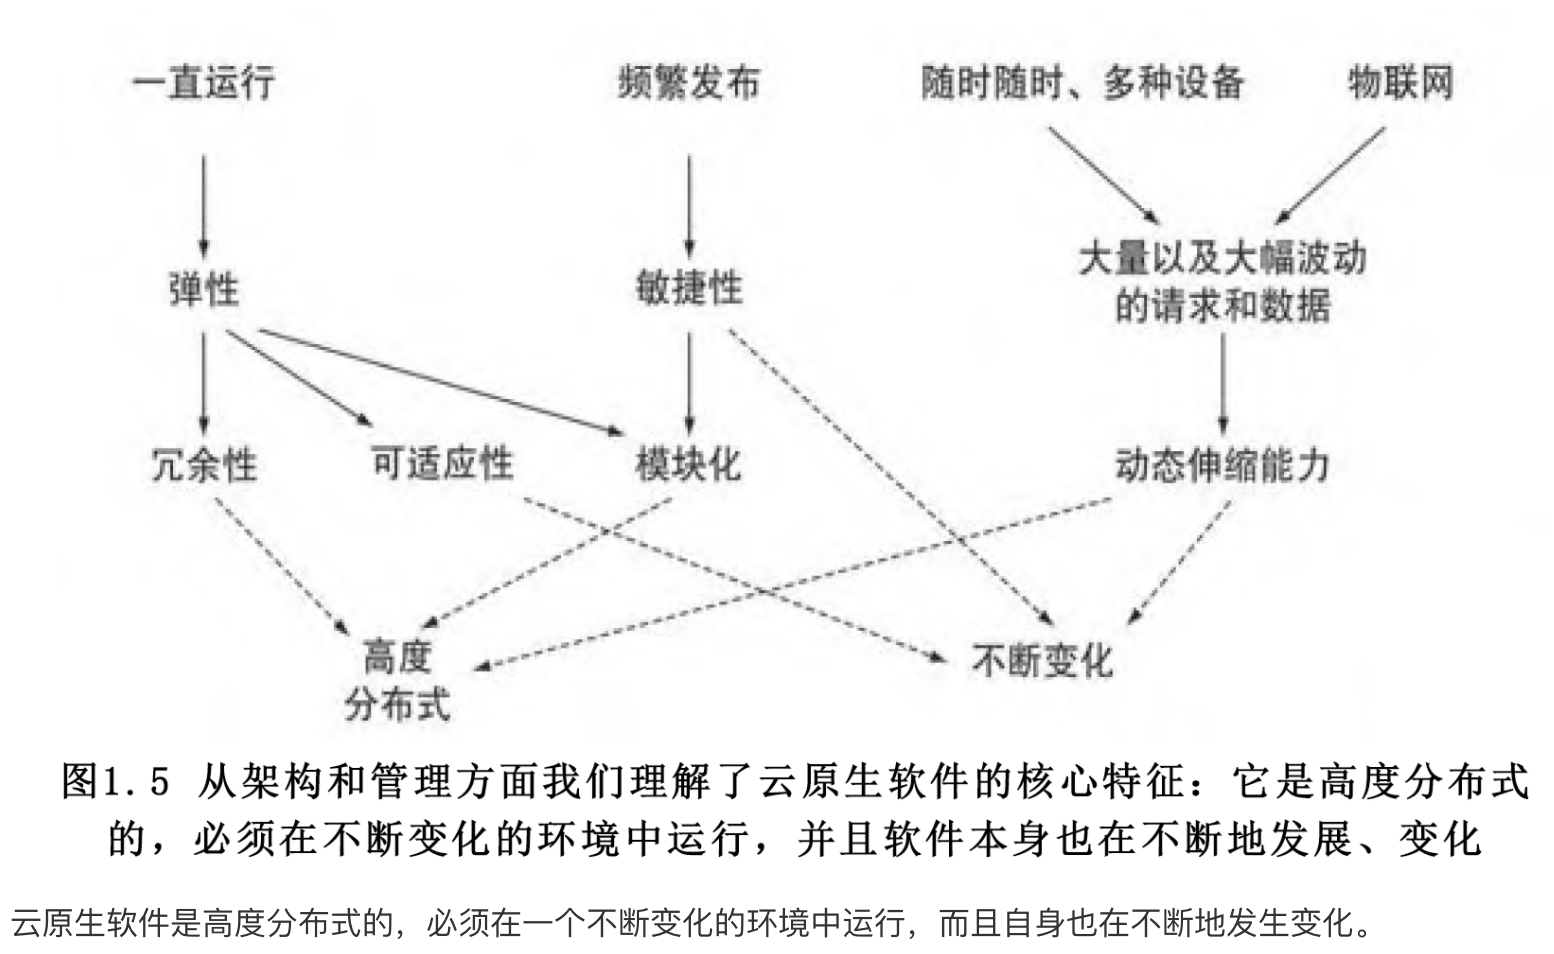 一直运行
频繁发布
随时随时、多种设备
物联网
弹性
敏捷性
大量以及大幅波动
的请求和数据
冗余性
可适应性
模块化
动态伸缩能力
高度
分布式
不断变化
图1.5 从架构和管理方面我们理解了云原生软件的核心特征：它是高度分布式
的，必须在不断变化的环境中运行，并且软件本身也在不断地发展、变化
云原生软件是高度分布式的，必须在一个不断变化的环境中运行，而且自身也在不断地发生变化。